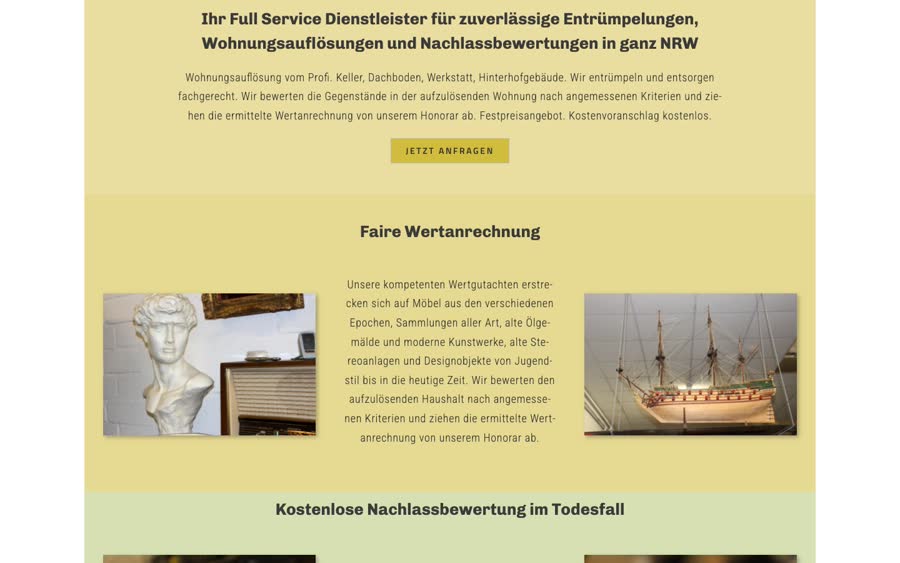 Ihr Full Service Dienstleister für zuverlässige Entrümpelungen,
Wohnungsauflösungen und Nachlassbewertungen in ganz NRW
Wohnungsauflösung vom Profi. Keller, Dachboden, Werkstatt, Hinterhofgebäude. Wir entrümpeln und entsorgen
fachgerecht. Wir bewerten die Gegenstände in der aufzulösenden Wohnung nach angemessenen Kriterien und zie-
hen die ermittelte Wertanrechnung von unserem Honorar ab. Festpreisangebot. Kostenvoranschlag kostenlos.
JETZT ANFRAGEN
Faire Wertanrechnung
Unsere kompetenten Wertgutachten erstre-
cken sich auf Möbel aus den verschiedenen
Epochen, Sammlungen aller Art, alte Ölge-
mälde und moderne Kunstwerke, alte Ste-
reoanlagen und Designobjekte von Jugend-
stil bis in die heutige Zeit. Wir bewerten den
aufzulösenden Haushalt nach angemesse-
nen Kriterien und ziehen die ermittelte Wert-
anrechnung von unserem Honorar ab.
Kostenlose Nachlassbewertung im Todesfall